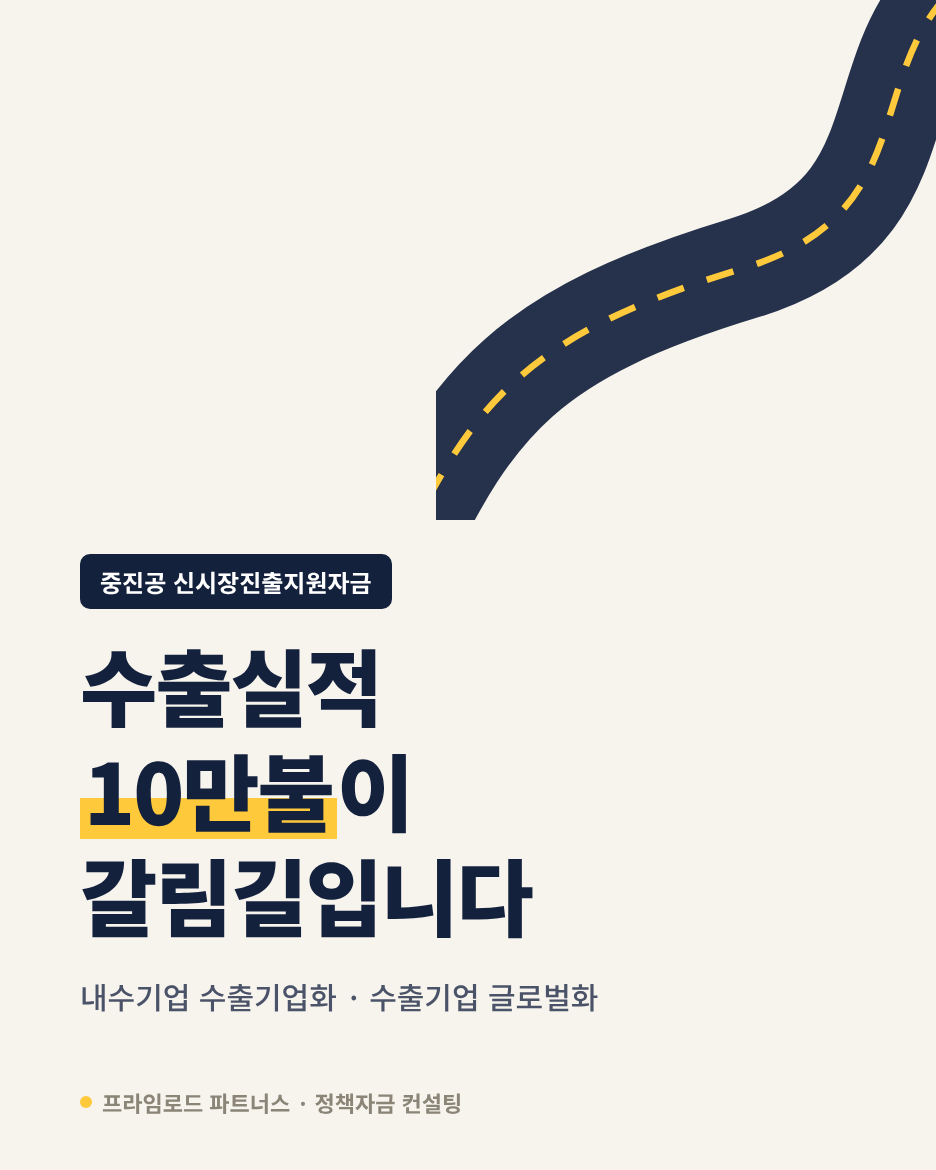 중진공 신시장진출지원자금
수출실적
10만불이
갈림길입니다
내수기업 수출기업화 · 수출기업 글로벌화
프라임로드 파트너스 · 정책자금 컨설팅